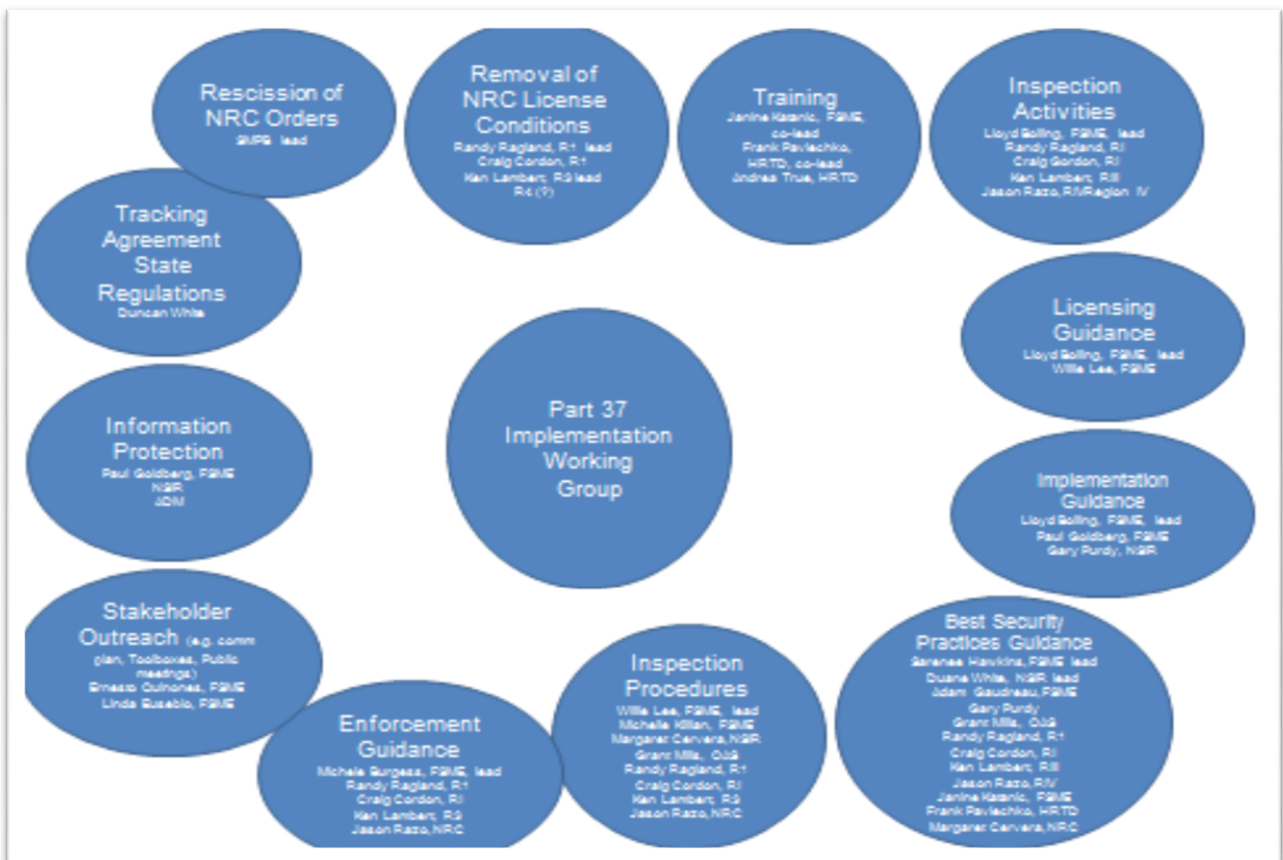 Rescission of
NRC Orders
lead
Removal of
NRC License
Conditions
Randy Ragland, R1 lead
Craig Cordon, R1
Ken Lambert, R3 lead
R4 (?)
Training
Janine Katanic, FSME,
co-lead
Frank Pavlechko,
HRTD, co-lead
Andrea True, HRTD
Inspection
Activities
Lloyd Bolling, FSME, lead
Randy Ragland, RI
Craig Gordon, RI
Ken Lambert, RIII
Jason Razo, RIVRegion IV
Tracking
Agreement
State
Regulations
Duncan White
Licensing
Guidance
Lloyd Bolling, FSME, lead
Willie Lee, FSME
Part 37
Implementation
Working
Group
Information
Protection
Paul Goldberg, FSME
NSIR
ADM
Implementation
Guidance
Lloyd Bolling, FSME, lead
Paul Goldberg, FSME
Gary Purdy, NSIR
Stakeholder
Outreach (e.g. comm
plan, Toolboxes, Public
meetings)
Ernesto Quinones, FSME
Linda Eusebio, FSME
Enforcement
Guidance
Michele Burgess, FSME, lead
Randy Ragland, R1
Craig Cordon, RI
Ken Lambert, R3
Jason Razo, NRC
Inspection
Procedures
Willie Lee, FSME, lead
Michelle Killian, FSME
Margaret Cervera, NSIR
Grant Mills, OAS
Randy Ragland, R1
Craig Cordon, RI
Ken Lambert, R3
Jason Razo, NRC
Best Security
Practices Guidance
Sarenee Hawkins, FSME lead
Duane White, NSIR lead
Adam Gaudreau, FSME
Gary Purdy
Grant Mills, OAS
Randy Ragland, R1
Craig Cordon, RI
Ken Lambert, RIII
Jason Razo, RIV
Janine Katanic, FSME
Frank Pavlechko, HRTD
Margaret Cervera, NRC